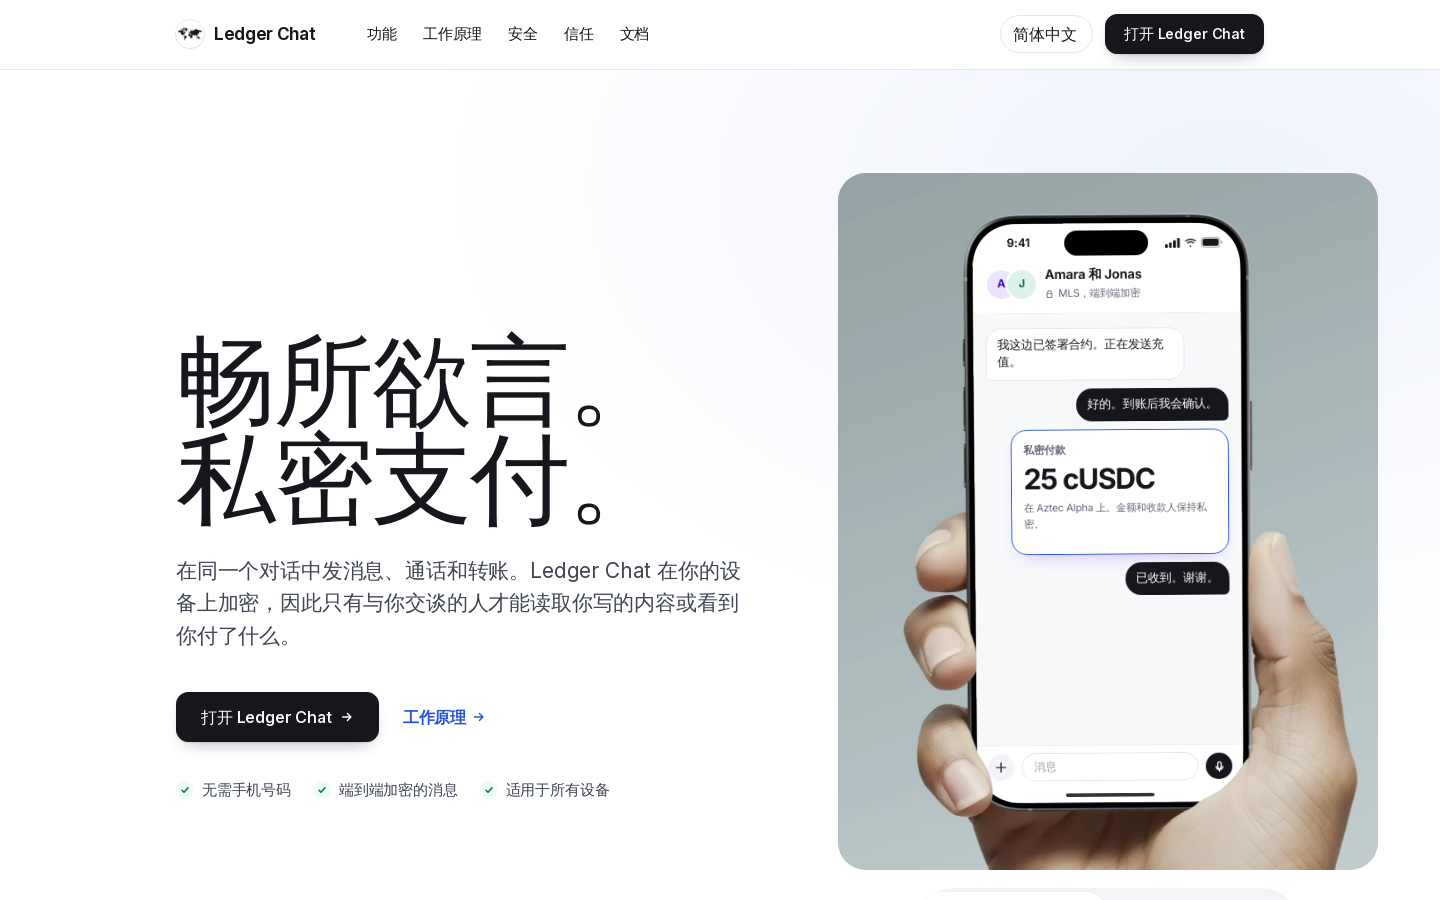 Ledger Chat
功能
工作原理
安全
信任
文档
简体中文
打开 Ledger Chat
畅所欲言。
私密支付。
在同一个对话中发消息、通话和转账。Ledger Chat 在你的设
备上加密，因此只有与你交谈的人才能读取你写的内容或看到
你付了什么。
打开 Ledger Chat
工作原理
无需手机号码
端到端加密的消息
适用于所有设备
9:41
A
J
Amara 和 Jonas
MLS，端到端加密
我这边已签署合约。正在发送充
值。
好的。到账后我会确认。
私密付款
25 cUSDC
在 Aztec Alpha 上。金额和收款人保持私
密。
已收到。谢谢。
消息